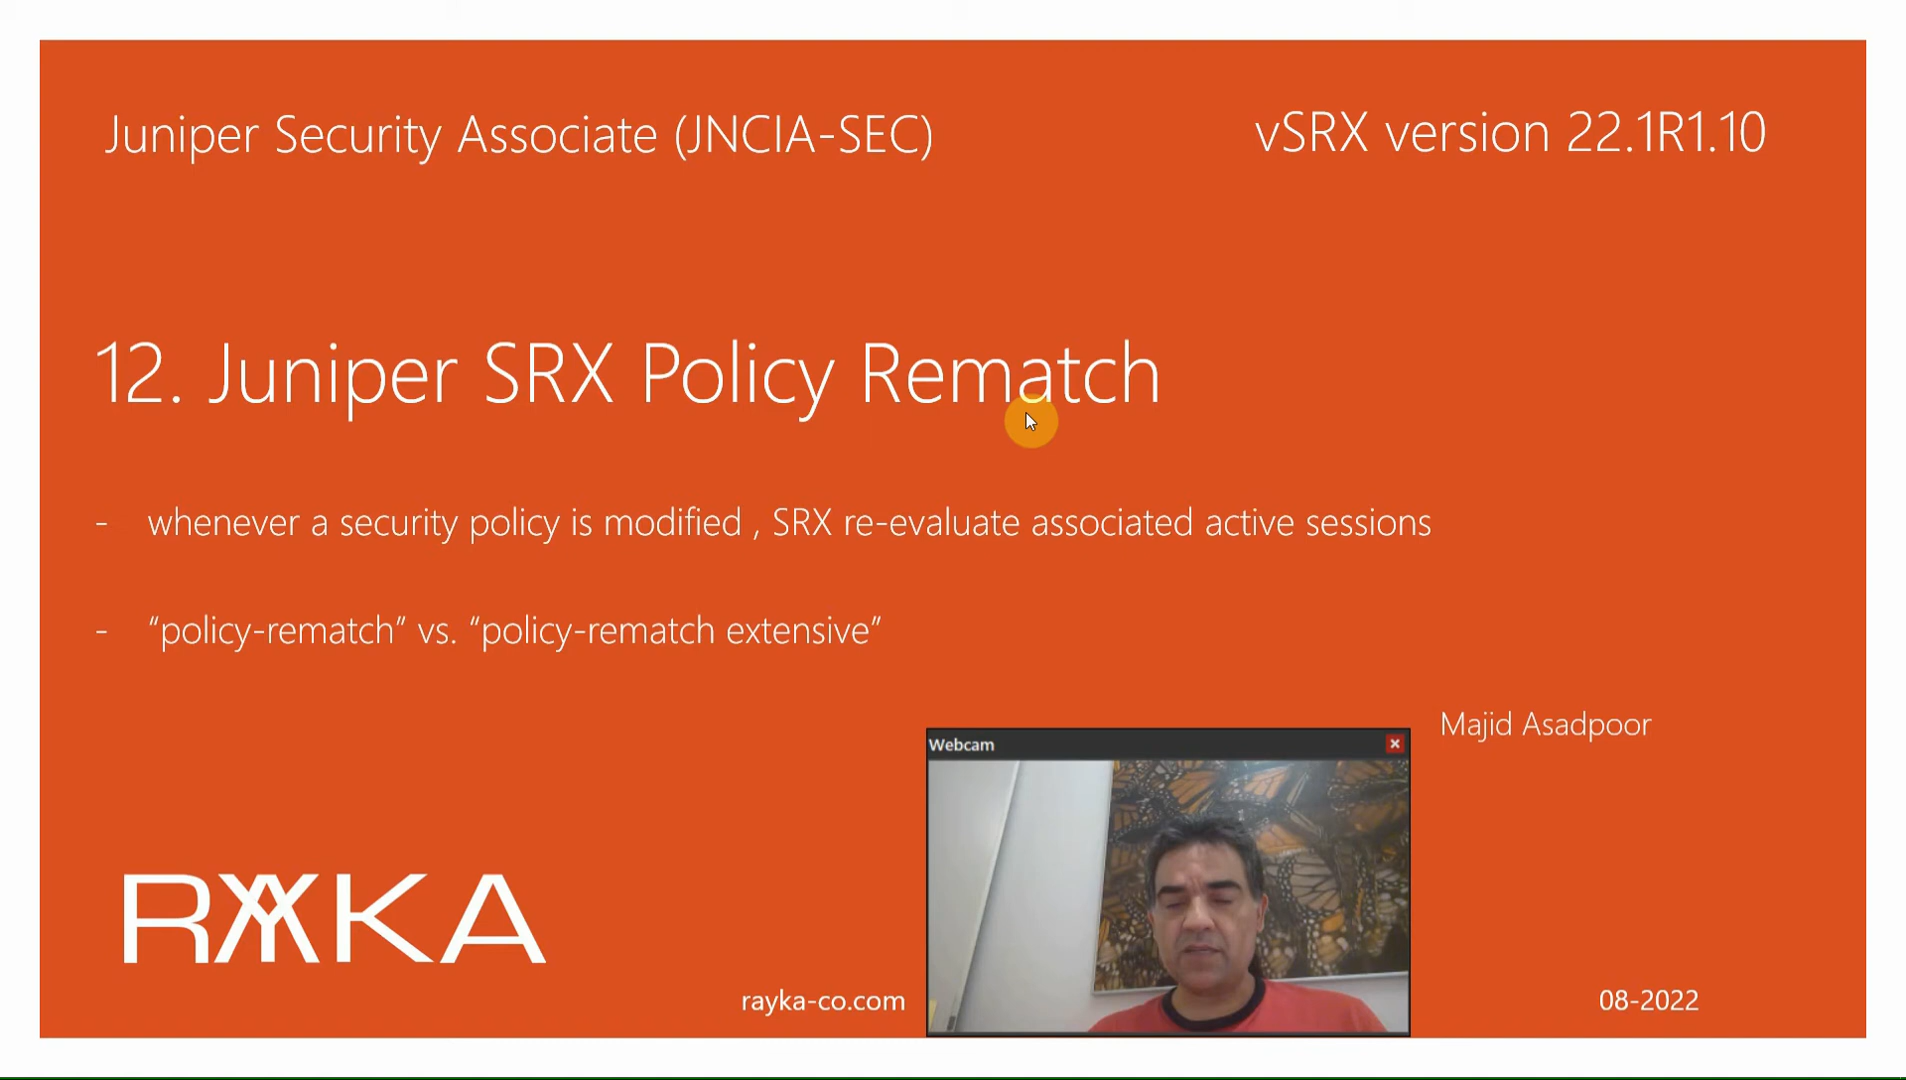 Juniper Security Associate (JNCIA-SEC)
vSRX version 22.1R1.10
12. Juniper SRX Policy Rematch
- whenever a security policy is modified , SRX re-evaluate associated active sessions
- “policy-rematch” vs. “policy-rematch extensive”
Majid Asadpoor
Webcam
RAYKA
rayka-co.com
08-2022